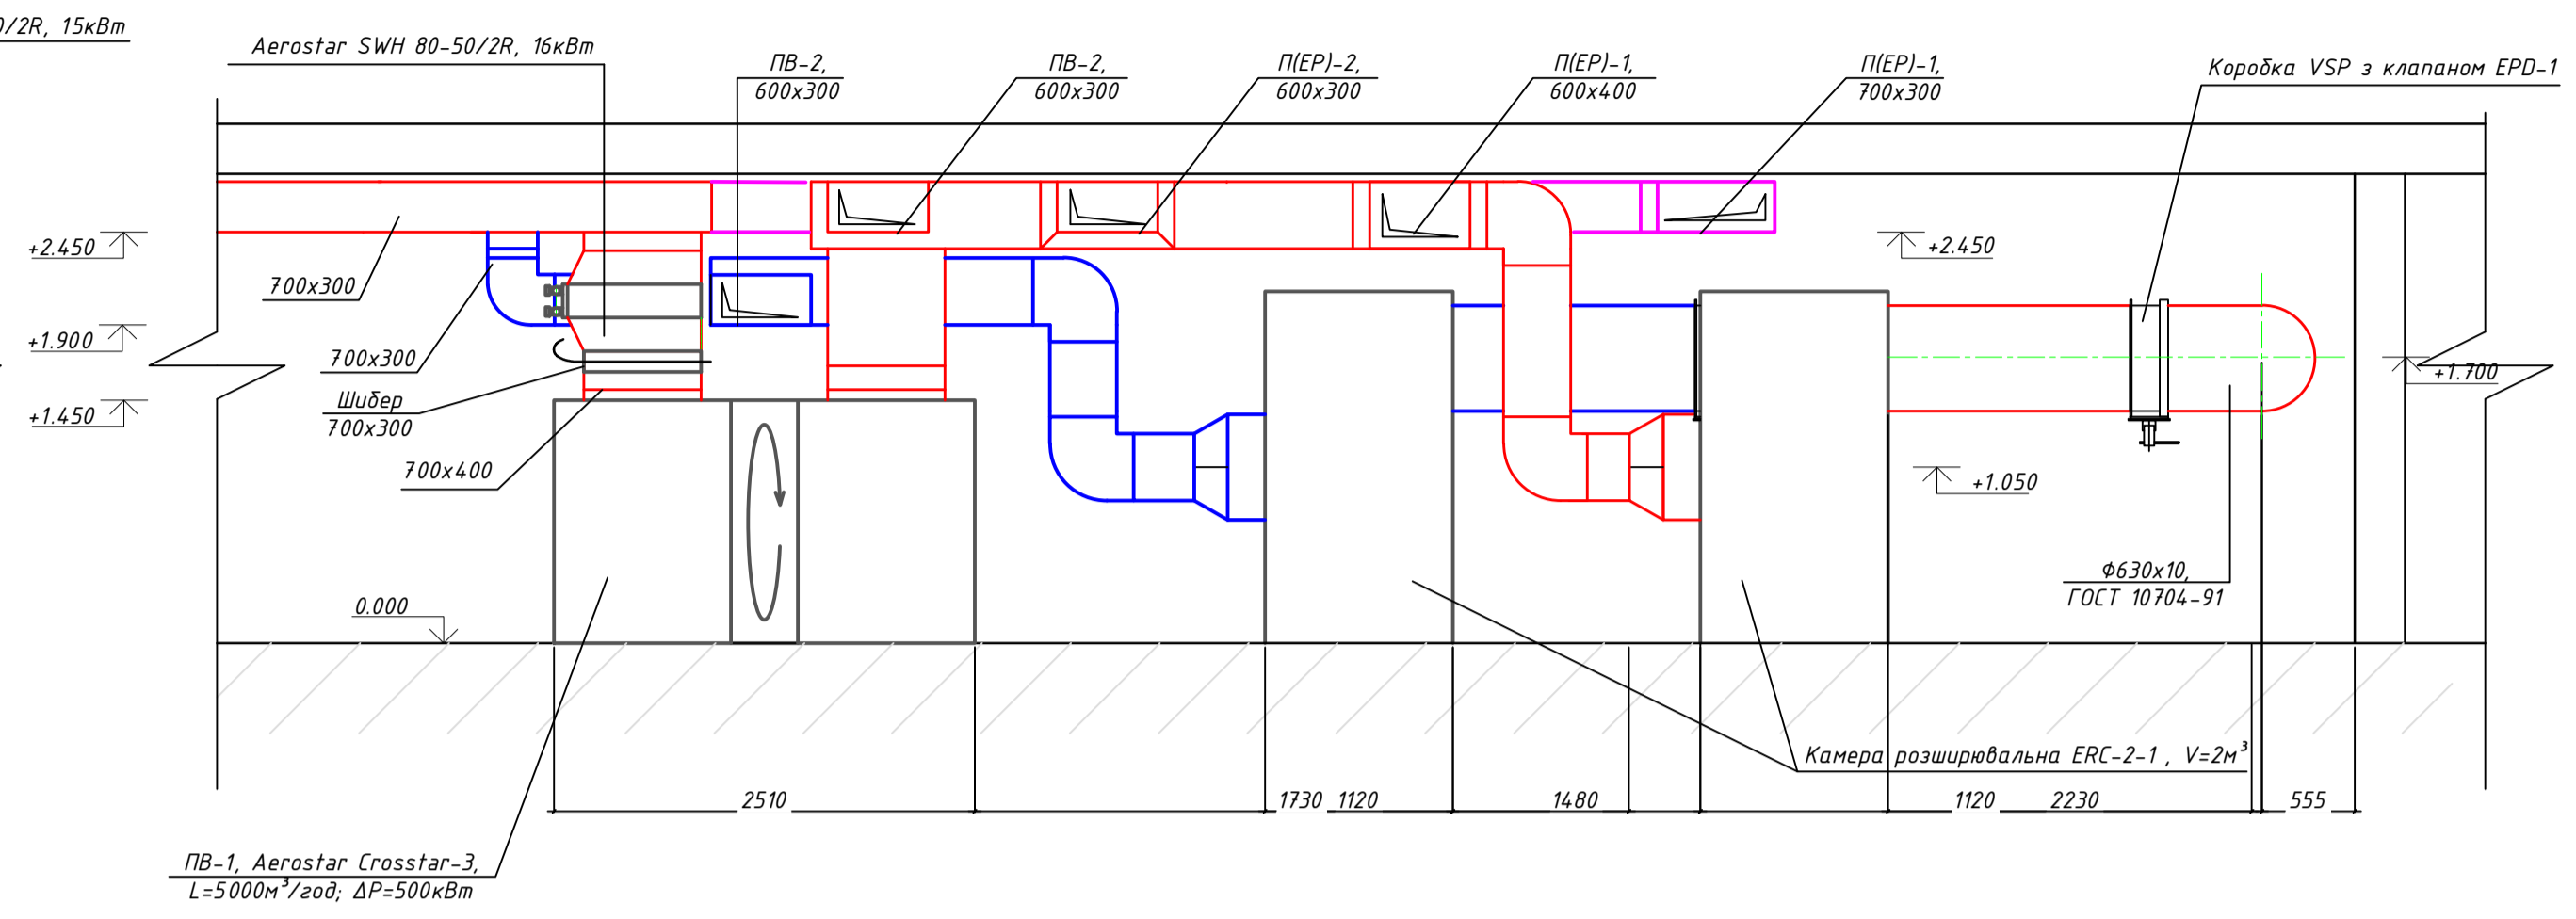 0/2R, 15кВт
Aerostar SWH 80-50/2R, 16кВт
ПВ-2,
600х300
ПВ-2,
600х300
П(ЕР)-2,
600х300
П(ЕР)-1,
600х400
П(ЕР)-1,
700х300
Коробка VSP з клапаном EPD-1
+2.450
+2.450
700х300
+1.900
700х300
+1.700
Шибер
700х300
+1.450
700х400
+1.050
Ф630х10,
ГОСТ 10704-91
0.000
Камера розширювальна ERC-2-1 , V=2м³
2510
1730
1120
1480
1120
2230
555
ПВ-1, Aerostar Crosstar-3,
L=5000м³/год; ΔР=500кВт